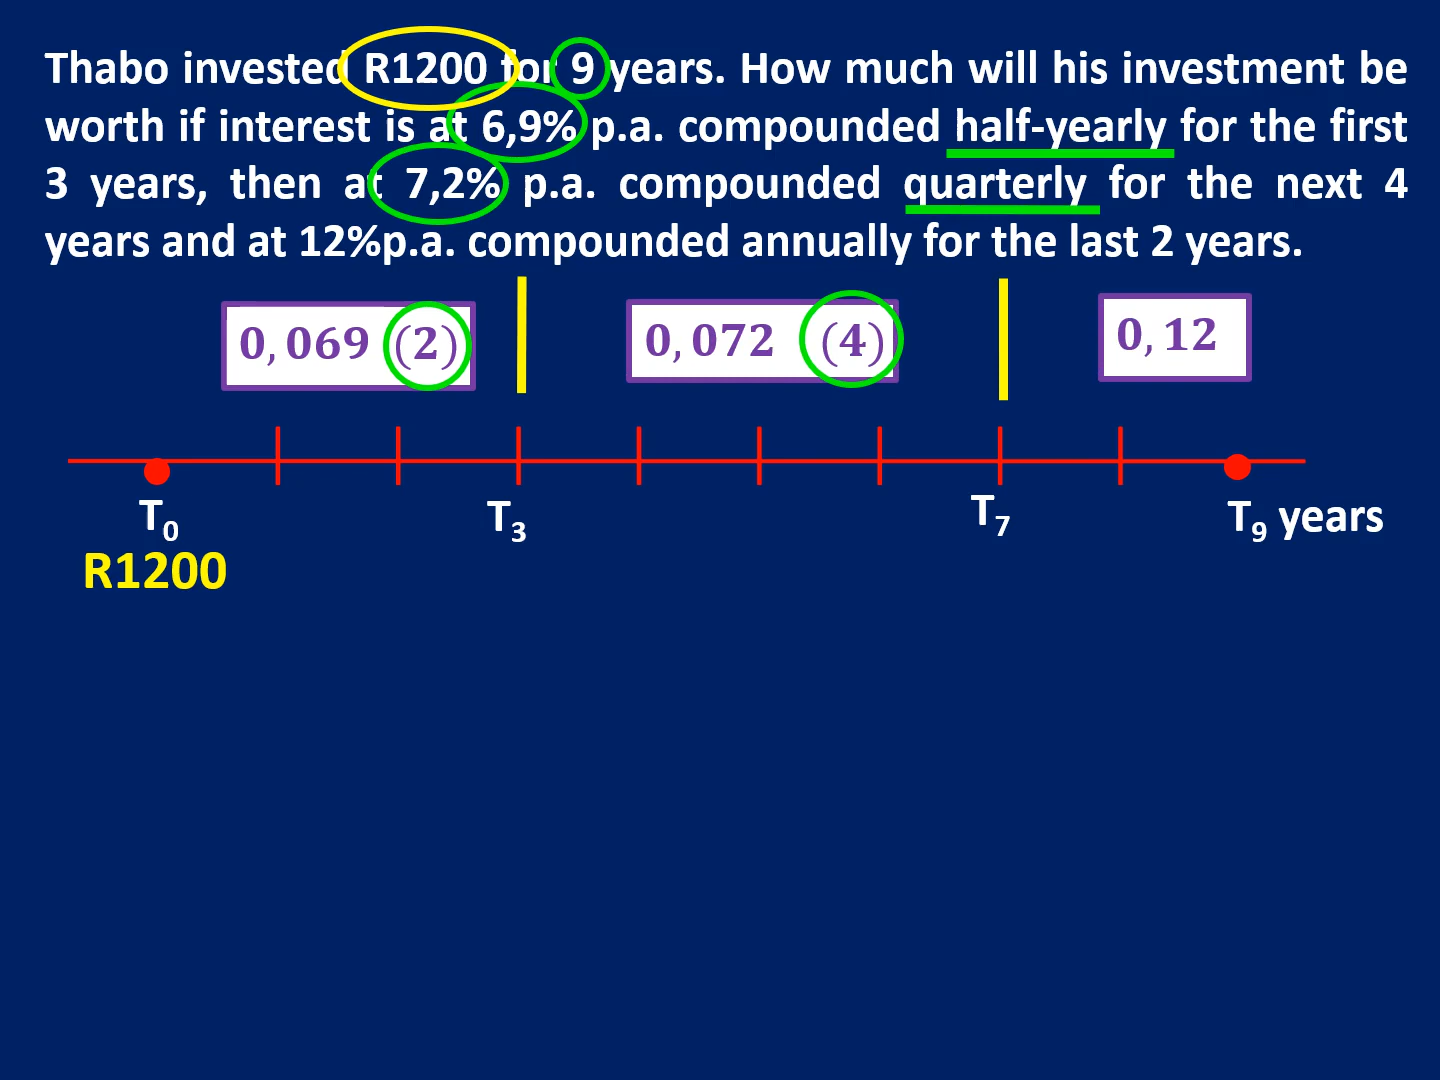 Thabo invested R1200 for 9 years. How much will his investment be
worth if interest is at 6,9% p.a. compounded half-yearly for the first
3 years, then at 7,2% p.a. compounded quarterly for the next 4
years and at 12%p.a. compounded annually for the last 2 years.
0,069 (2) 0,072 (4) 0,12
T0 T3 T7 T9 years
R1200